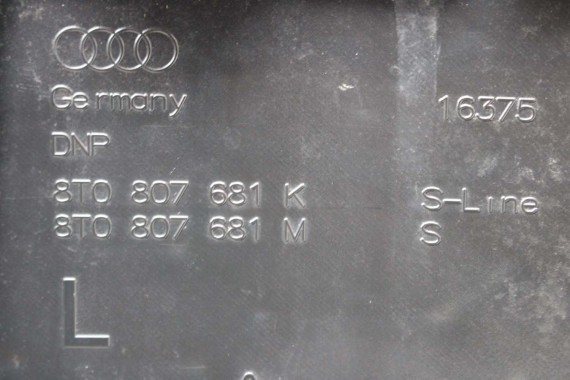 Germany 16375
DNP
8T0 807 681 K S-Line
8T0 807 681 M S
L